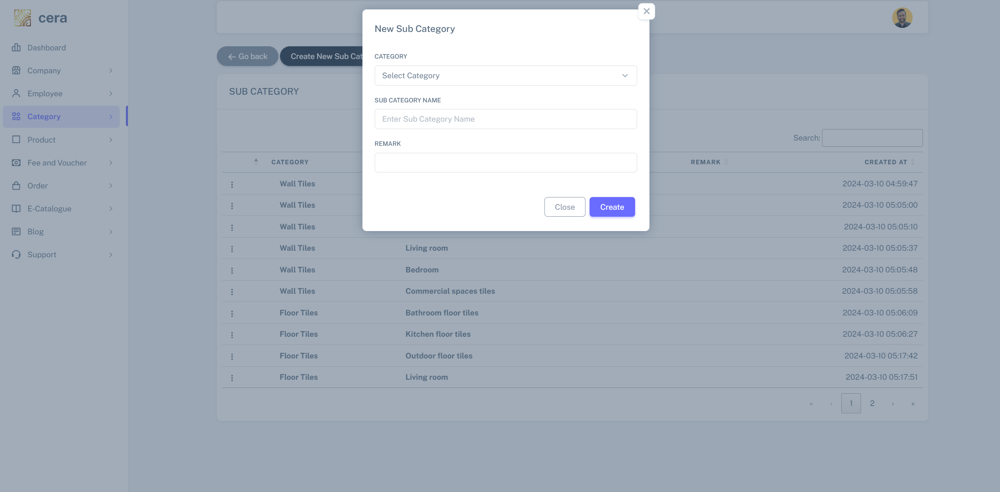 cera
Dashboard
Company
Employee
Category
Product
Fee and Voucher
Order
E-Catalogue
Blog
Support
← Go back
Create New Sub Cat
SUB CATEGORY
Search:
CATEGORY REMARK CREATED AT
Wall Tiles 2024-03-10 04:59:47
Wall Tiles 2024-03-10 05:05:00
Wall Tiles 2024-03-10 05:05:10
Wall Tiles Living room 2024-03-10 05:05:37
Wall Tiles Bedroom 2024-03-10 05:05:48
Wall Tiles Commercial spaces tiles 2024-03-10 05:05:58
Floor Tiles Bathroom floor tiles 2024-03-10 05:06:09
Floor Tiles Kitchen floor tiles 2024-03-10 05:06:27
Floor Tiles Outdoor floor tiles 2024-03-10 05:17:42
Floor Tiles Living room 2024-03-10 05:17:51
« ‹ 1 2 › »
New Sub Category
CATEGORY
Select Category
SUB CATEGORY NAME
Enter Sub Category Name
REMARK
Close Create